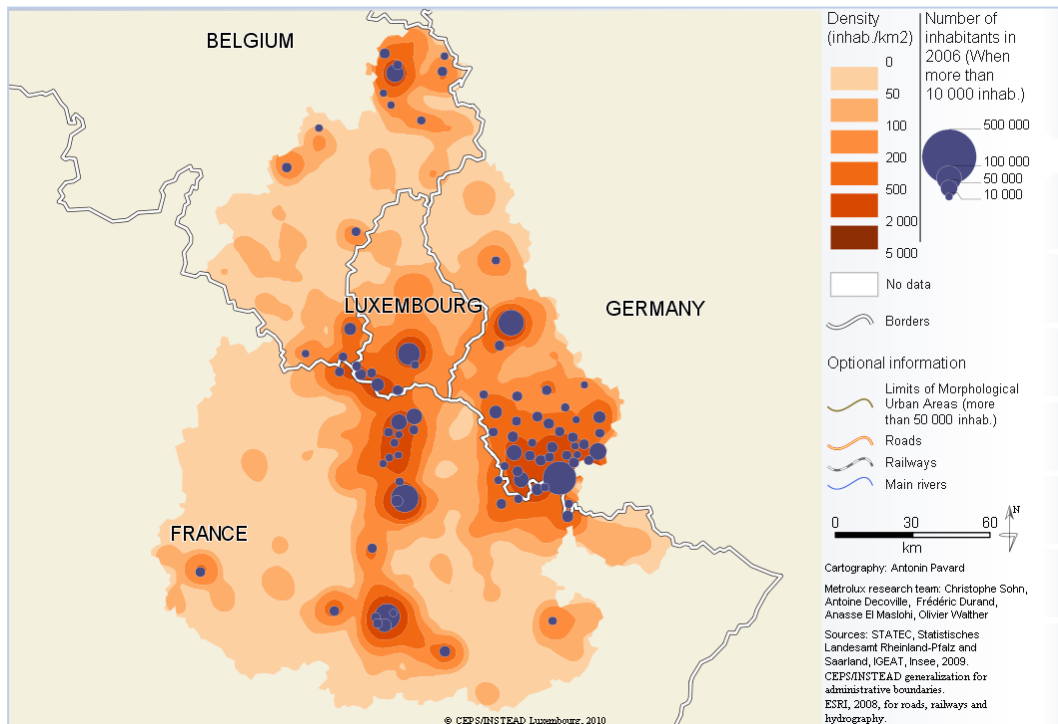 BELGIUM
LUXEMBOURG
GERMANY
FRANCE
© CEPS/INSTEAD Luxembourg, 2010
Density
(inhab./km2)
0
50
100
200
500
2 000
5 000
Number of
inhabitants in
2006 (When
more than
10 000 inhab.)
500 000
100 000
50 000
10 000
No data
Borders
Optional information
Limits of Morphological
Urban Areas (more
than 50 000 inhab.)
Roads
Railways
Main rivers
0 30 60
km
N
Cartography: Antonin Pavard
Metrolux research team: Christophe Sohn,
Antoine Decoville, Frédéric Durand,
Anasse El Maslohi, Olivier Walther
Sources: STATEC, Statistisches
Landesamt Rheinland-Pfalz and
Saarland, IGEAT, Insee, 2009.
CEPS/INSTEAD generalization for
administrative boundaries.
ESRI, 2008, for roads, railways and
hydrography.